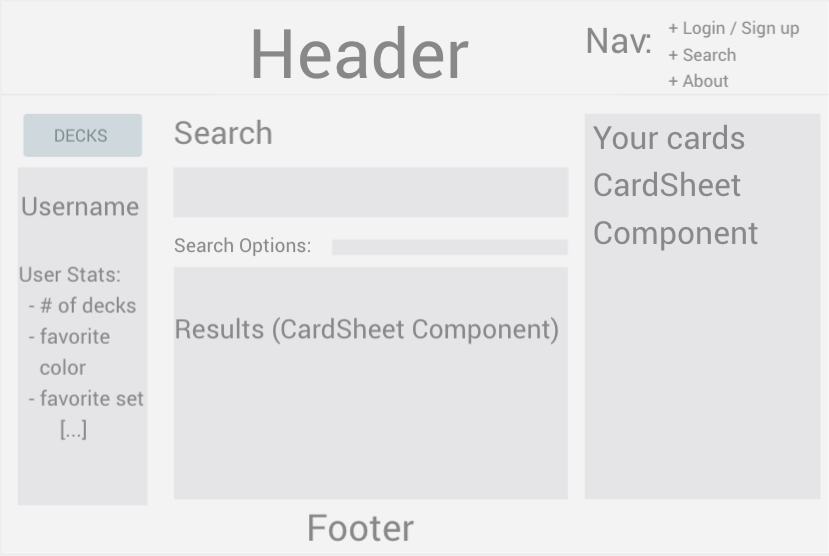 Header
Nav:
+ Login / Sign up
+ Search
+ About
DECKS
Username
User Stats:
- # of decks
- favorite
color
- favorite set
[...]
Search
Search Options:
Results (CardSheet Component)
Your cards
CardSheet
Component
Footer